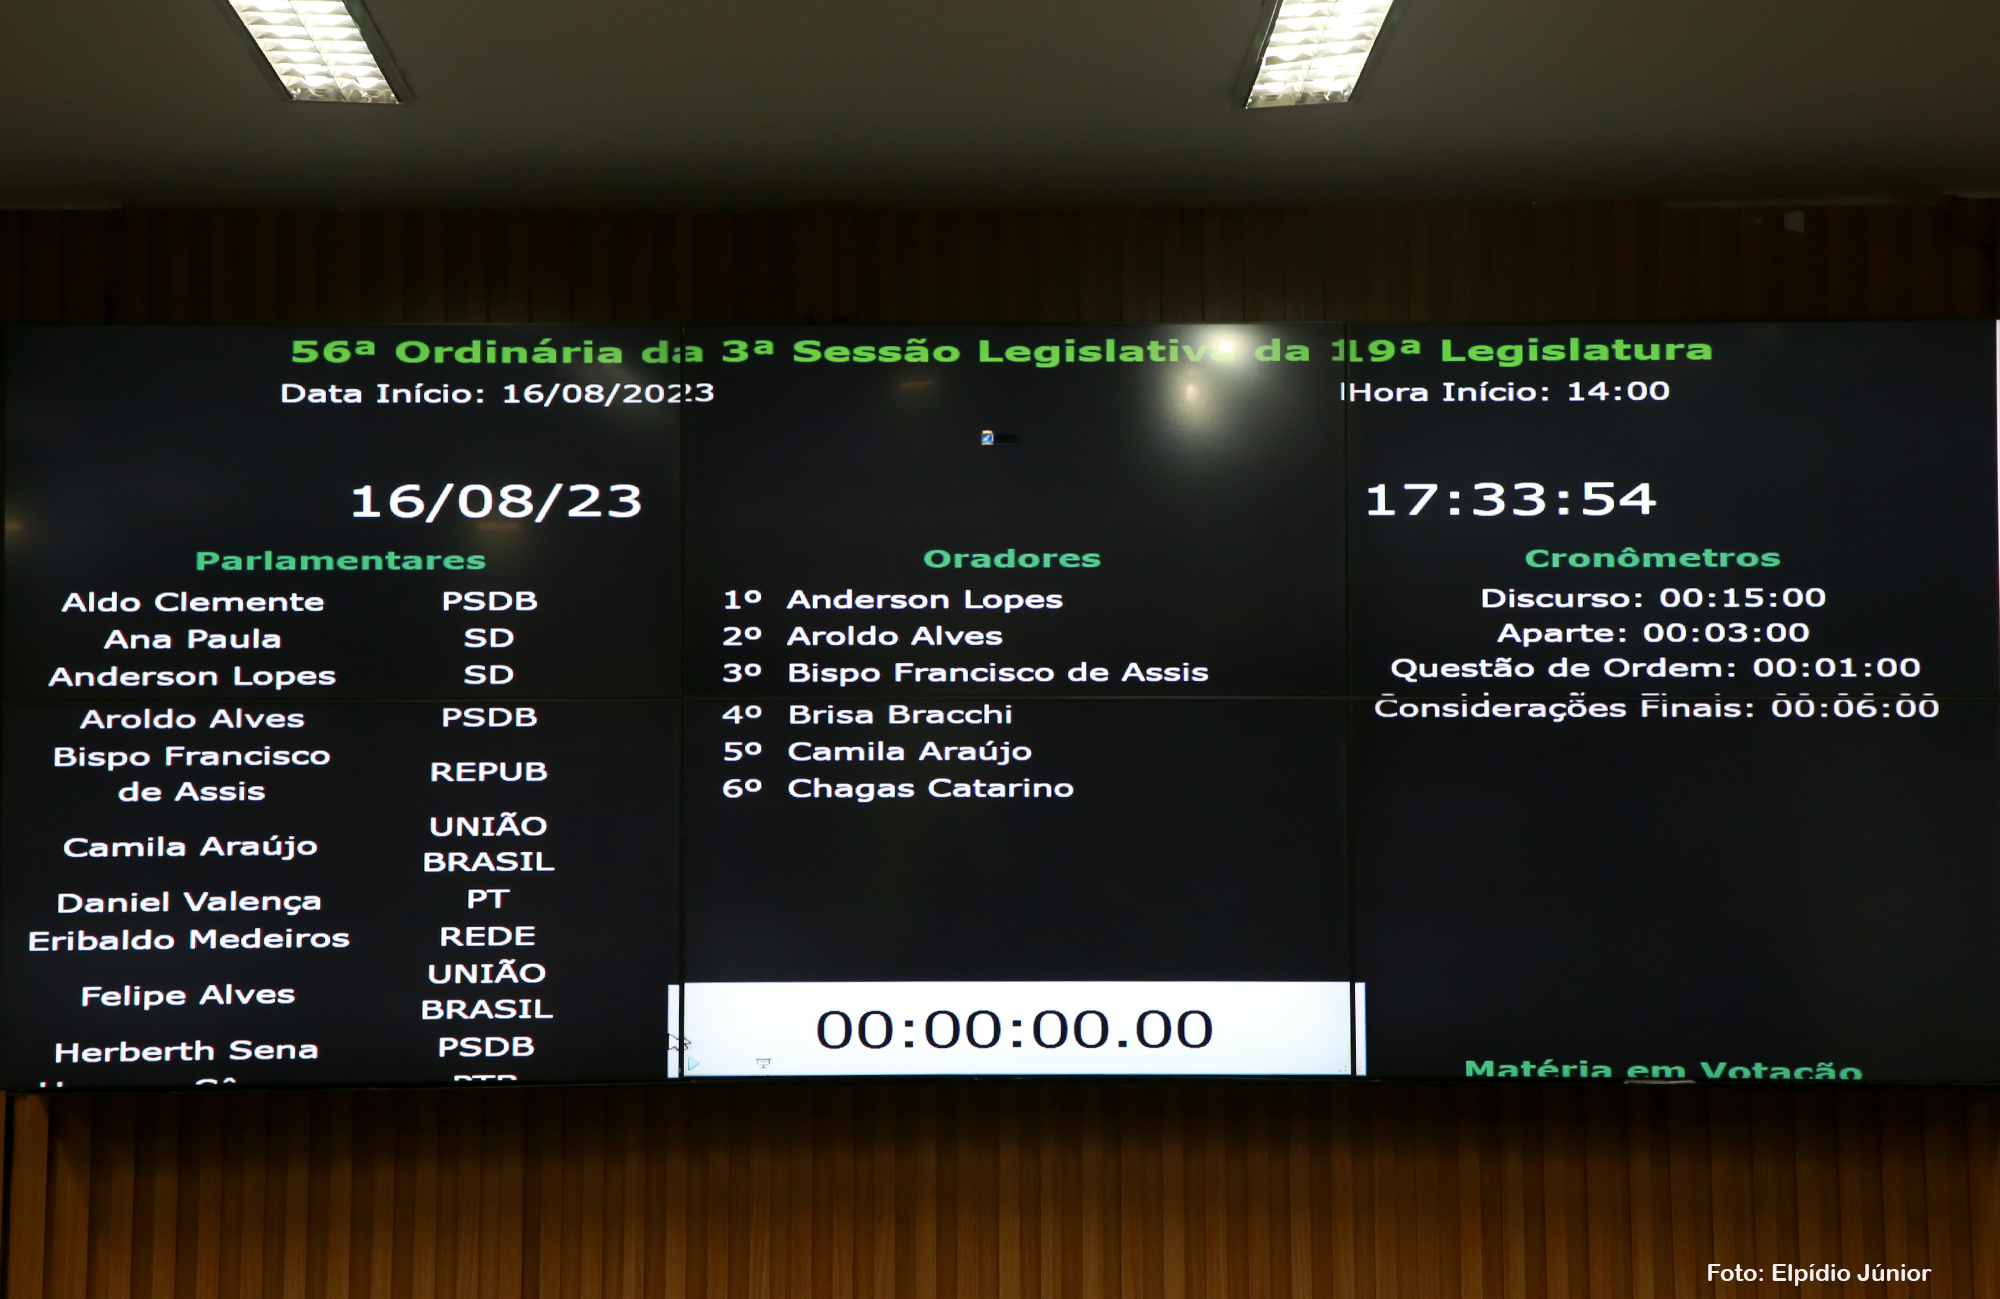 56ª Ordinária da 3ª Sessão Legislativa da 19ª Legislatura
Data Início: 16/08/2023
Hora Início: 14:00
16/08/23
17:33:54
Parlamentares
Aldo Clemente PSDB
Ana Paula SD
Anderson Lopes SD
Aroldo Alves PSDB
Bispo Francisco
de Assis
REPUB
Camila Araújo
UNIÃO
BRASIL
Daniel Valença PT
Eribaldo Medeiros REDE
Felipe Alves
UNIÃO
BRASIL
Herberth Sena PSDB
Oradores
1º Anderson Lopes
2º Aroldo Alves
3º Bispo Francisco de Assis
4º Brisa Bracchi
5º Camila Araújo
6º Chagas Catarino
00:00:00.00
Cronômetros
Discurso: 00:15:00
Aparte: 00:03:00
Questão de Ordem: 00:01:00
Considerações Finais: 00:06:00
Matéria em Votação
Foto: Elpídio Júnior